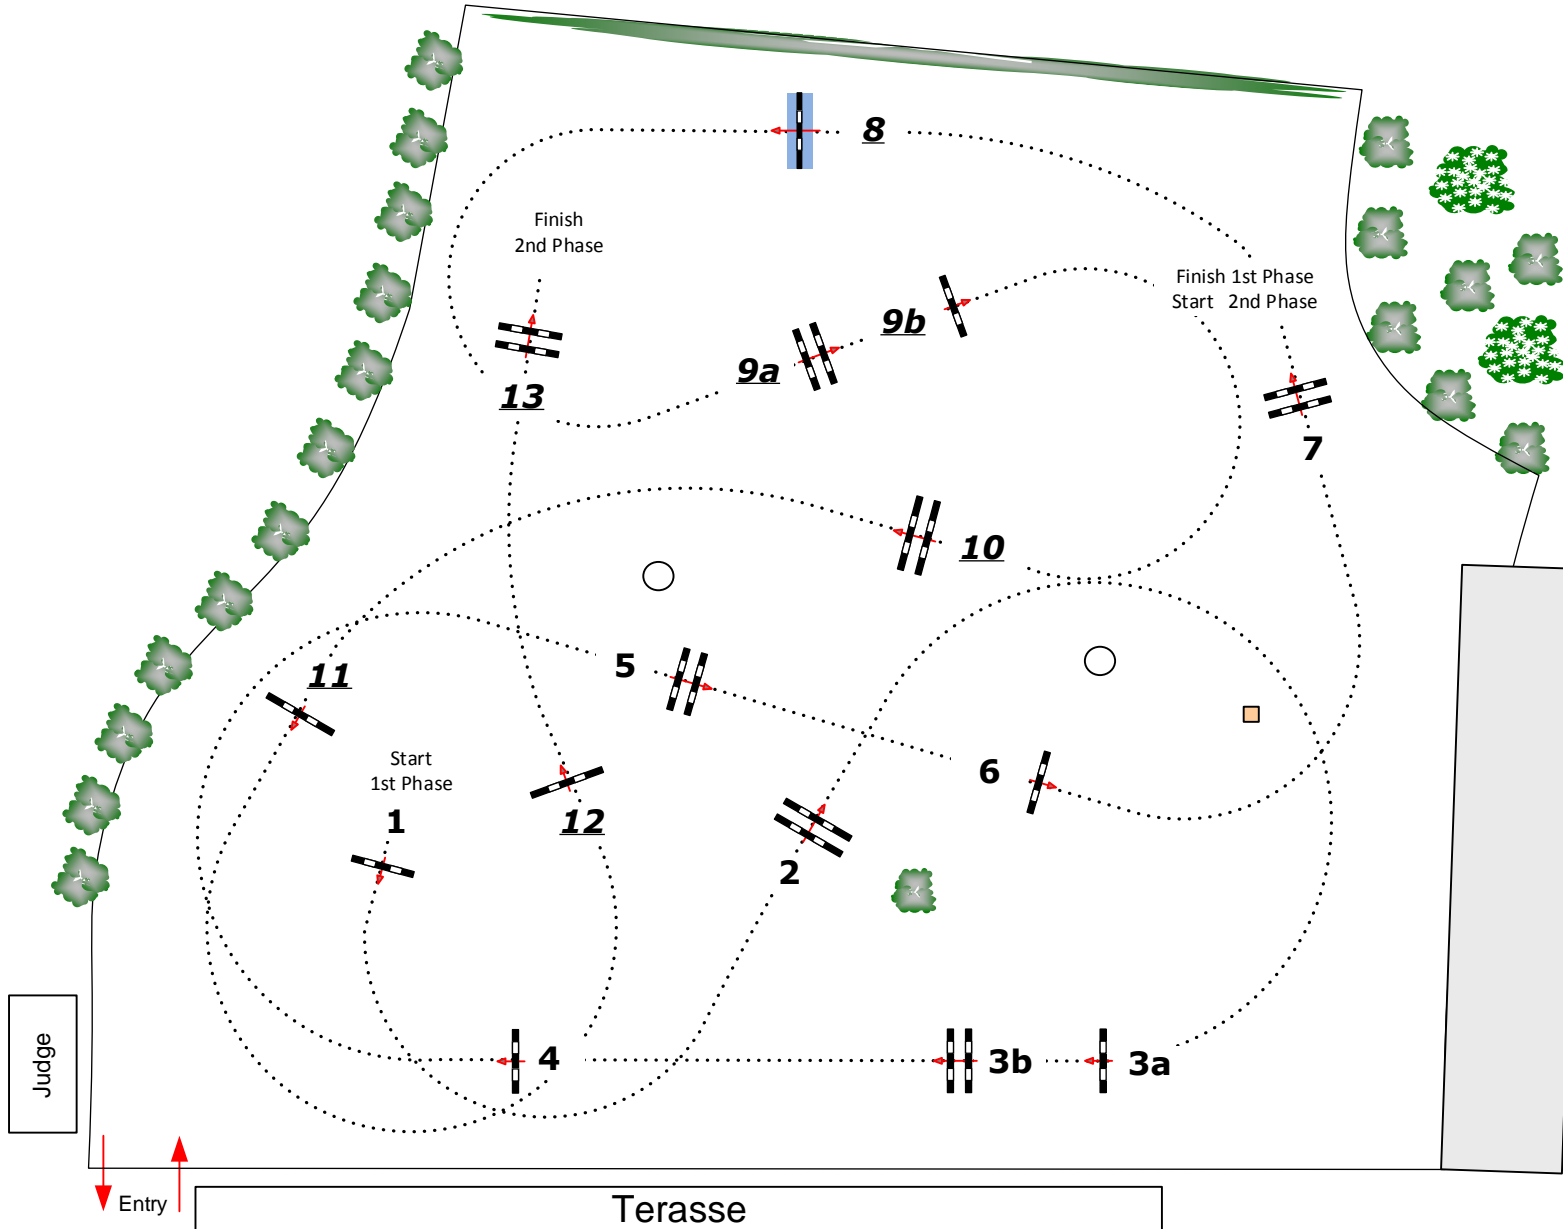 8
Finish
2nd Phase
Finish 1st Phase
Start 2nd Phase
9b
9a
13
7
10
5
11
6
Start
1st Phase
1
12
2
4
3b
3a
Judge
Entry
Terasse